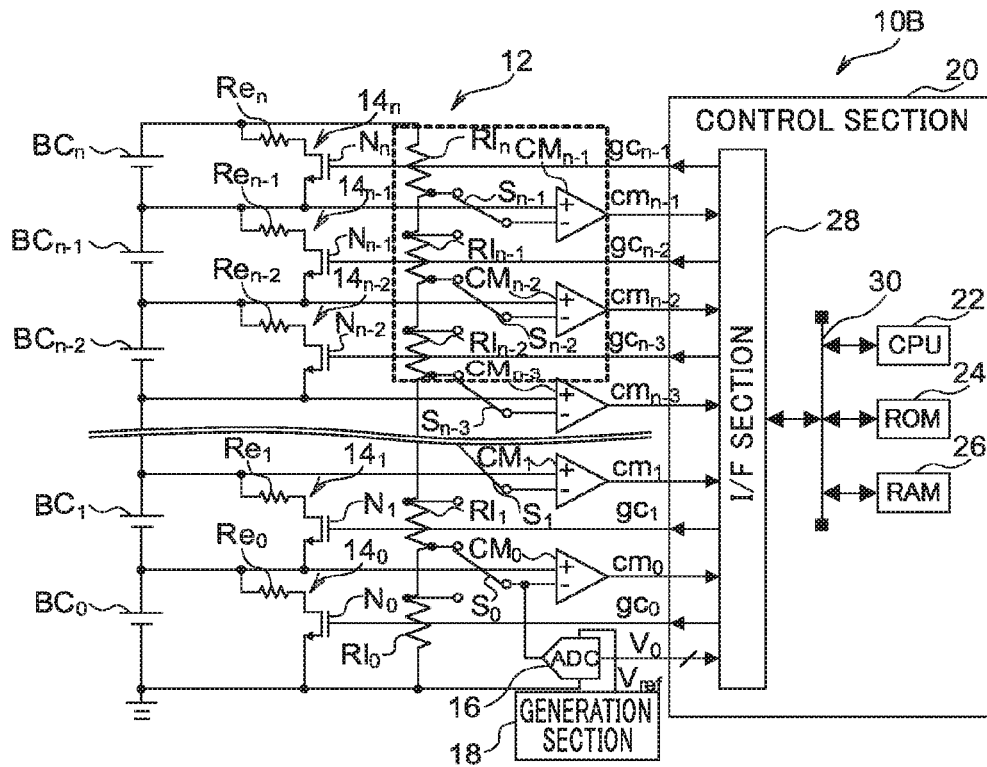 10B
12
20
Reₙ
14ₙ
CONTROL SECTION
BCₙ
Nₙ
RIₙ
CMₙ₋₁
gcₙ₋₁
Reₙ₋₁
14ₙ₋₁
Sₙ₋₁
cmₙ₋₁
28
BCₙ₋₁
Nₙ₋₁
RIₙ₋₁
gcₙ₋₂
Reₙ₋₂
14ₙ₋₂
CMₙ₋₂
cmₙ₋₂
30
22
CPU
BCₙ₋₂
Nₙ₋₂
RIₙ₋₂
Sₙ₋₂
gcₙ₋₃
24
ROM
CMₙ₋₃
cmₙ₋₃
Sₙ₋₃
I/F SECTION
26
RAM
Re₁
14₁
CM₁
cm₁
BC₁
N₁
RI₁
S₁
gc₁
Re₀
14₀
CM₀
cm₀
BC₀
N₀
S₀
gc₀
RI₀
ADC
V₀
16
Vref
18
GENERATION
SECTION